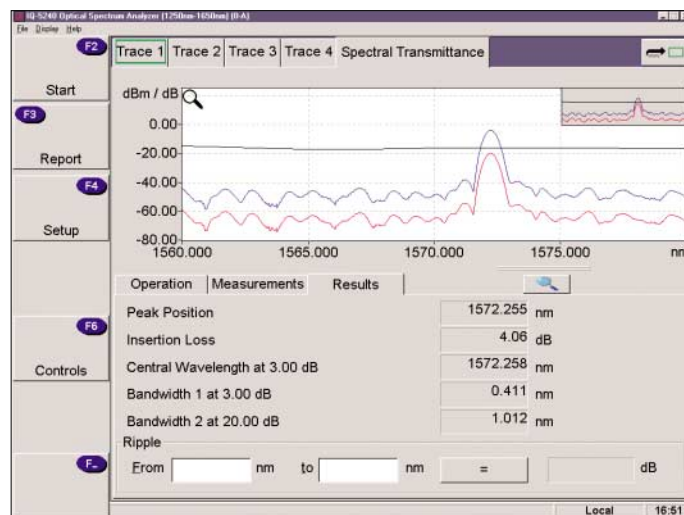 IQ-5240 Optical Spectrum Analyzer [1250nm-1650nm] (0-A)
File Display Help
F2
Start
F3
Report
F4
Setup
F6
Controls
F_
Trace 1 Trace 2 Trace 3 Trace 4 Spectral Transmittance
dBm / dB
0.00
-20.00
-40.00
-60.00
-80.00
1560.000 1565.000 1570.000 1575.000 nm
Operation Measurements Results
Peak Position 1572.255 nm
Insertion Loss 4.06 dB
Central Wavelength at 3.00 dB 1572.258 nm
Bandwidth 1 at 3.00 dB 0.411 nm
Bandwidth 2 at 20.00 dB 1.012 nm
Ripple
From nm to nm = dB
Local 16:51